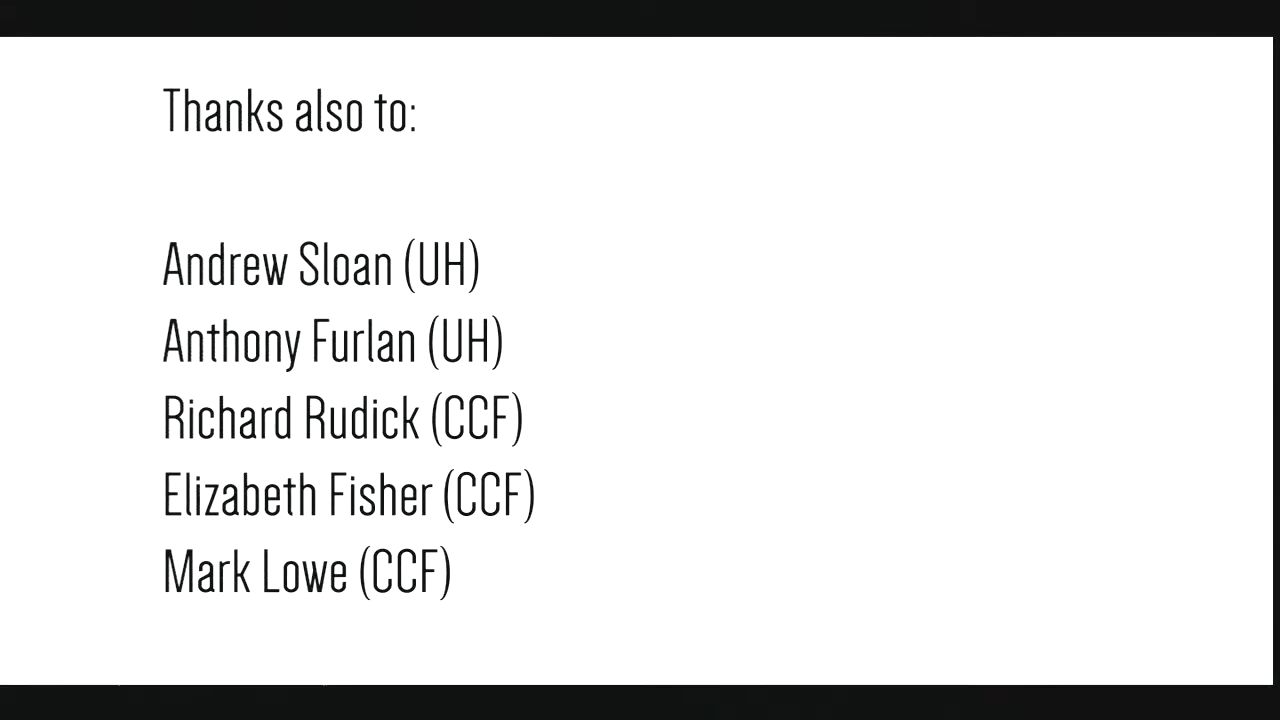 Thanks also to:
Andrew Sloan (UH)
Anthony Furlan (UH)
Richard Rudick (CCF)
Elizabeth Fisher (CCF)
Mark Lowe (CCF)